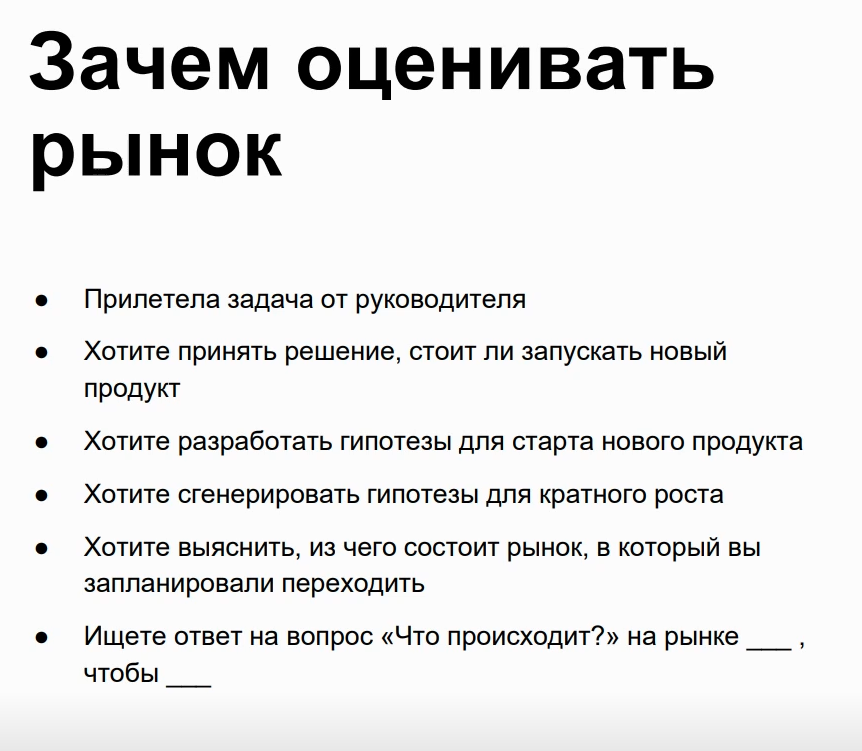 Зачем оценивать
рынок
● Прилетела задача от руководителя
● Хотите принять решение, стоит ли запускать новый
продукт
● Хотите разработать гипотезы для старта нового продукта
● Хотите сгенерировать гипотезы для кратного роста
● Хотите выяснить, из чего состоит рынок, в который вы
запланировали переходить
● Ищете ответ на вопрос «Что происходит?» на рынке ___ ,
чтобы ___